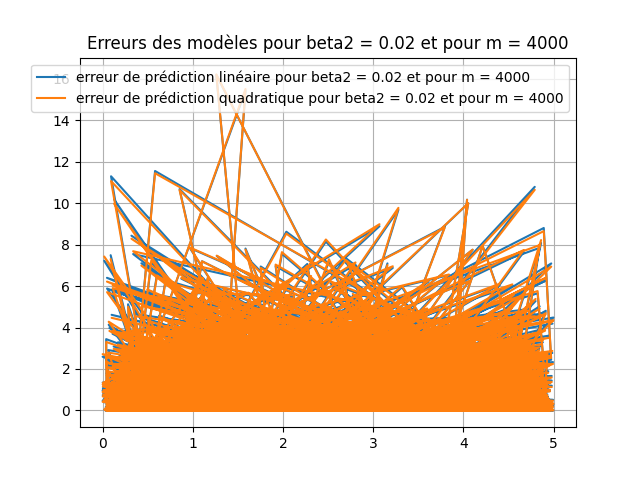 Erreurs des modèles pour beta2 = 0.02 et pour m = 4000
erreur de prédiction linéaire pour beta2 = 0.02 et pour m = 4000
erreur de prédiction quadratique pour beta2 = 0.02 et pour m = 4000
16
14
12
10
8
6
4
2
0
0 1 2 3 4 5